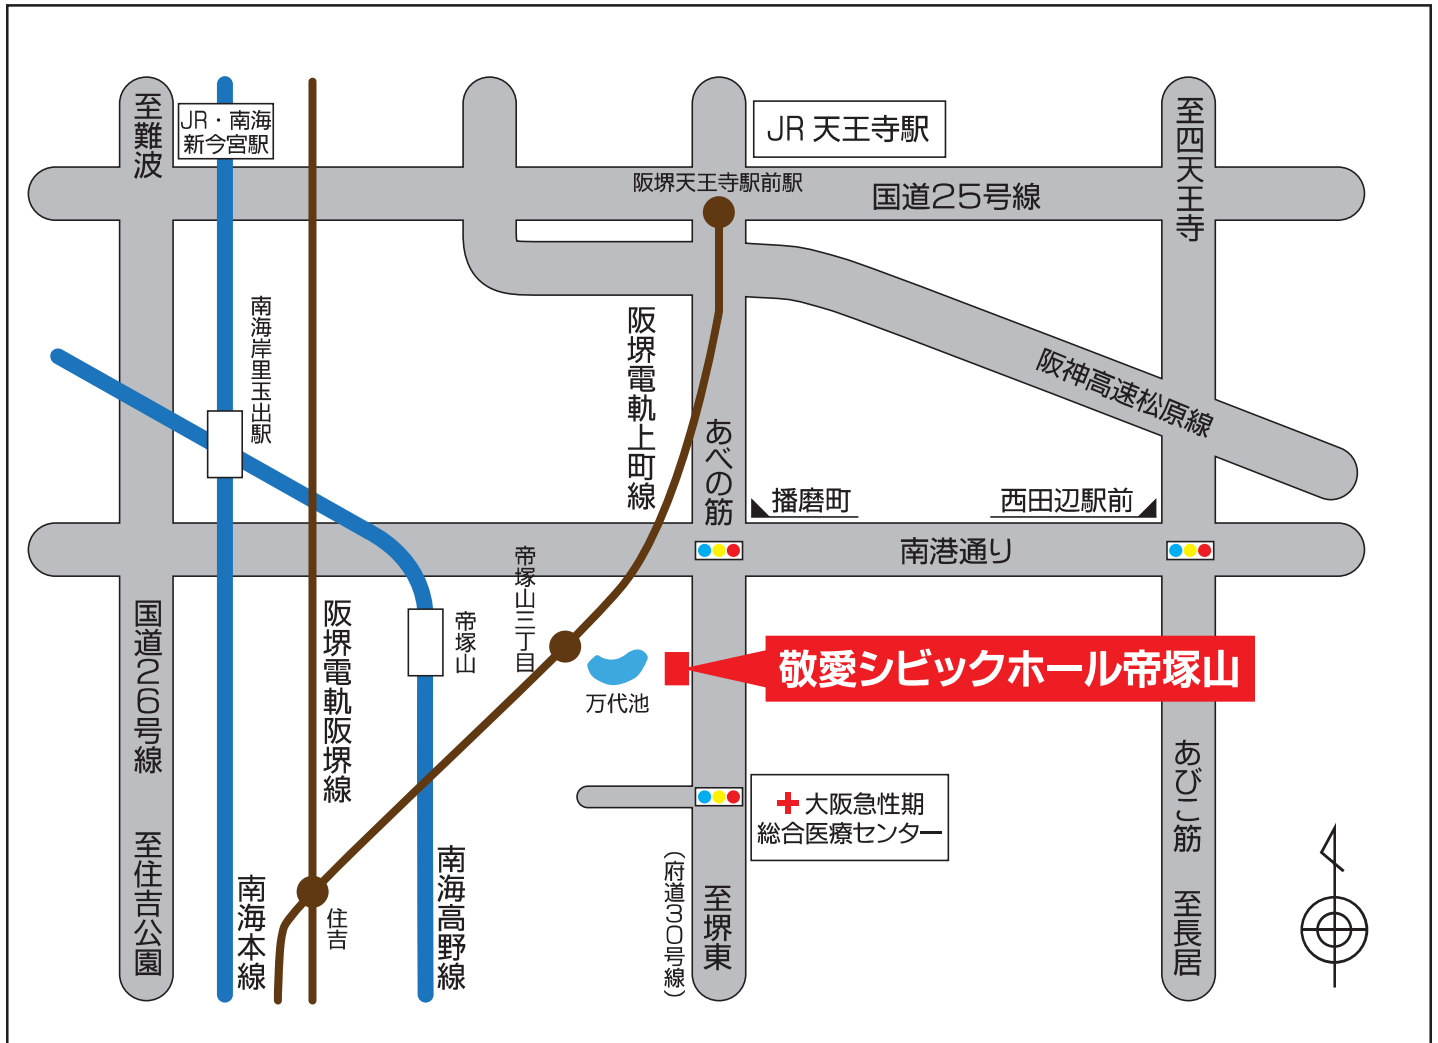 至難波
JR・南海
新今宮駅
JR 天王寺駅
至四天王寺
阪堺天王寺駅前駅
国道25号線
南海岸里玉出駅
阪堺電軌上町線
阪神高速松原線
あべの筋
播磨町
西田辺駅前
南港通り
帝塚山三丁目
国道26号線
阪堺電軌阪堺線
帝塚山
万代池
敬愛シビックホール帝塚山
あびこ筋
大阪急性期
総合医療センター
至住吉公園
南海本線
住吉
南海高野線
(府道30号線)
至堺東
至長居